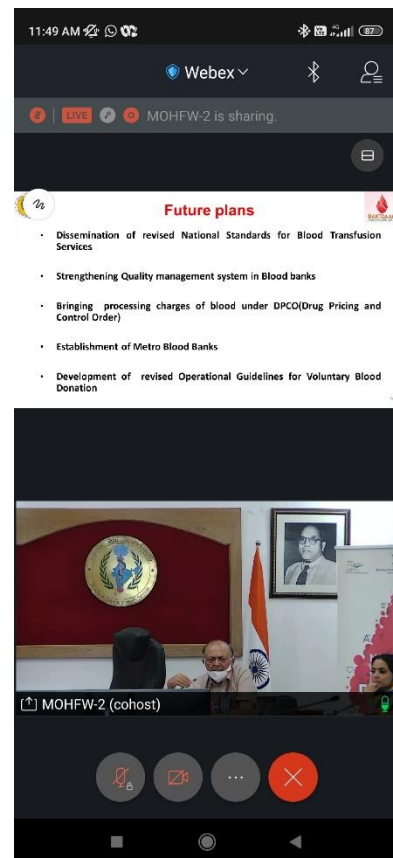 11:49 AM
87
Webex
LIVE MOHFW-2 is sharing.
Future plans
• Dissemination of revised National Standards for Blood Transfusion
Services
• Strengthening Quality management system in Blood banks
• Bringing processing charges of blood under DPCO(Drug Pricing and
Control Order)
• Establishment of Metro Blood Banks
• Development of revised Operational Guidelines for Voluntary Blood
Donation
MOHFW-2 (cohost)